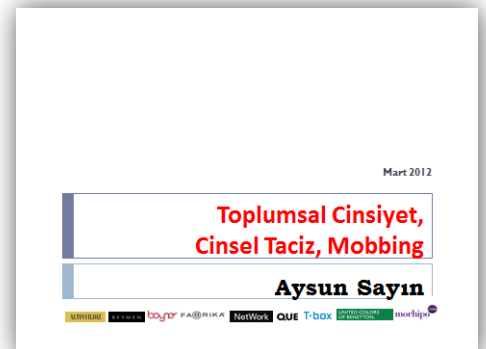 Mart 2012
Toplumsal Cinsiyet,
Cinsel Taciz, Mobbing
Aysun Sayın
ALTINYILDIZ BEYMEN boyner FABRIKA NetWork QUE T-box UNITED COLORS OF BENETTON. morhipo